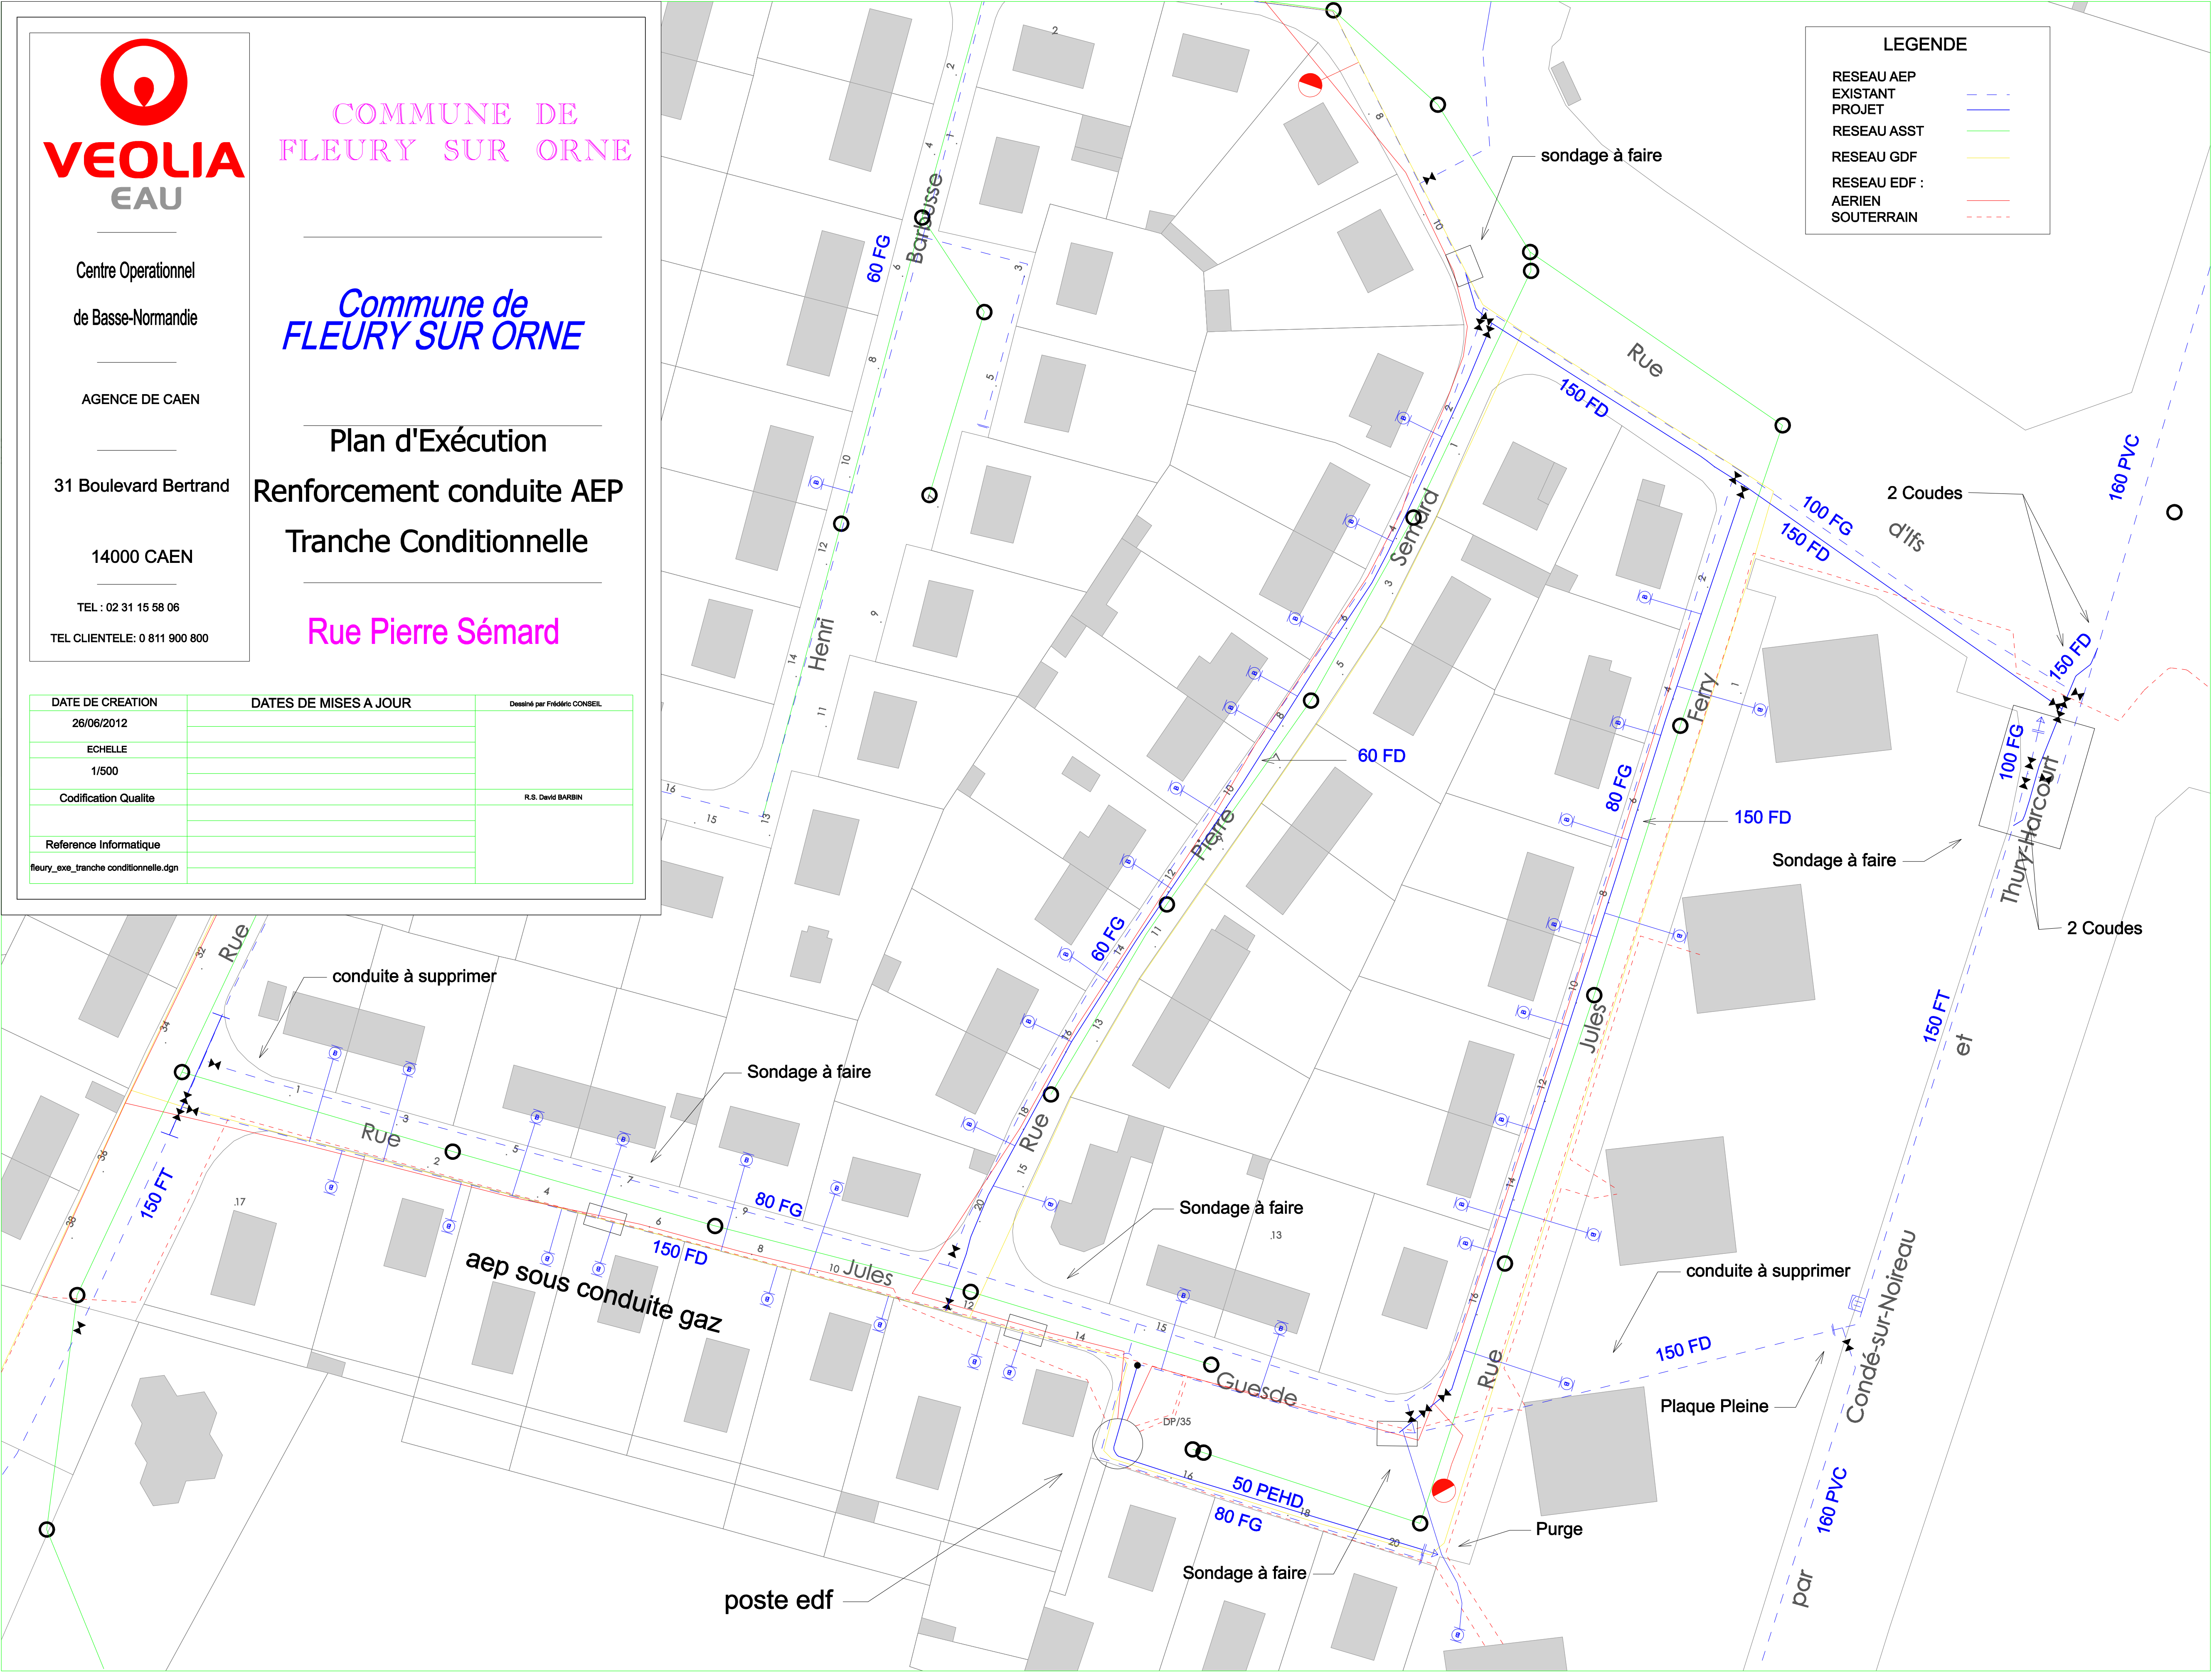 VEOLIA
EAU
Centre Operationnel
de Basse-Normandie
AGENCE DE CAEN
31 Boulevard Bertrand
14000 CAEN
TEL : 02 31 15 58 06
TEL CLIENTELE: 0 811 900 800
COMMUNE DE
FLEURY SUR ORNE
Commune de
FLEURY SUR ORNE
Plan d'Exécution
Renforcement conduite AEP
Tranche Conditionnelle
Rue Pierre Sémard
DATE DE CREATION
DATES DE MISES A JOUR
Dessiné par Frédéric CONSEIL
26/06/2012
ECHELLE
1/500
Codification Qualite
R.S. David BARBIN
Reference Informatique
fleury_exe_tranche conditionnelle.dgn
LEGENDE
RESEAU AEP
EXISTANT
PROJET
RESEAU ASST
RESEAU GDF
RESEAU EDF :
AERIEN
SOUTERRAIN
sondage à faire
Barbusse
60 FG
Henri
Rue
Rue
d'Ifs
150 FD
100 FG
150 FD
160 PVC
2 Coudes
150 FD
100 FG
Thury-Harcourt
Sondage à faire
2 Coudes
150 FT
et
Condé-sur-Noireau
par
160 PVC
Semard
Pierre
Rue
60 FD
60 FG
Ferry
Jules
Rue
80 FG
150 FD
conduite à supprimer
Sondage à faire
Rue
150 FT
80 FG
150 FD
Jules
Guesde
aep sous conduite gaz
Sondage à faire
conduite à supprimer
150 FD
Plaque Pleine
DP/35
50 PEHD
80 FG
Purge
Sondage à faire
poste edf